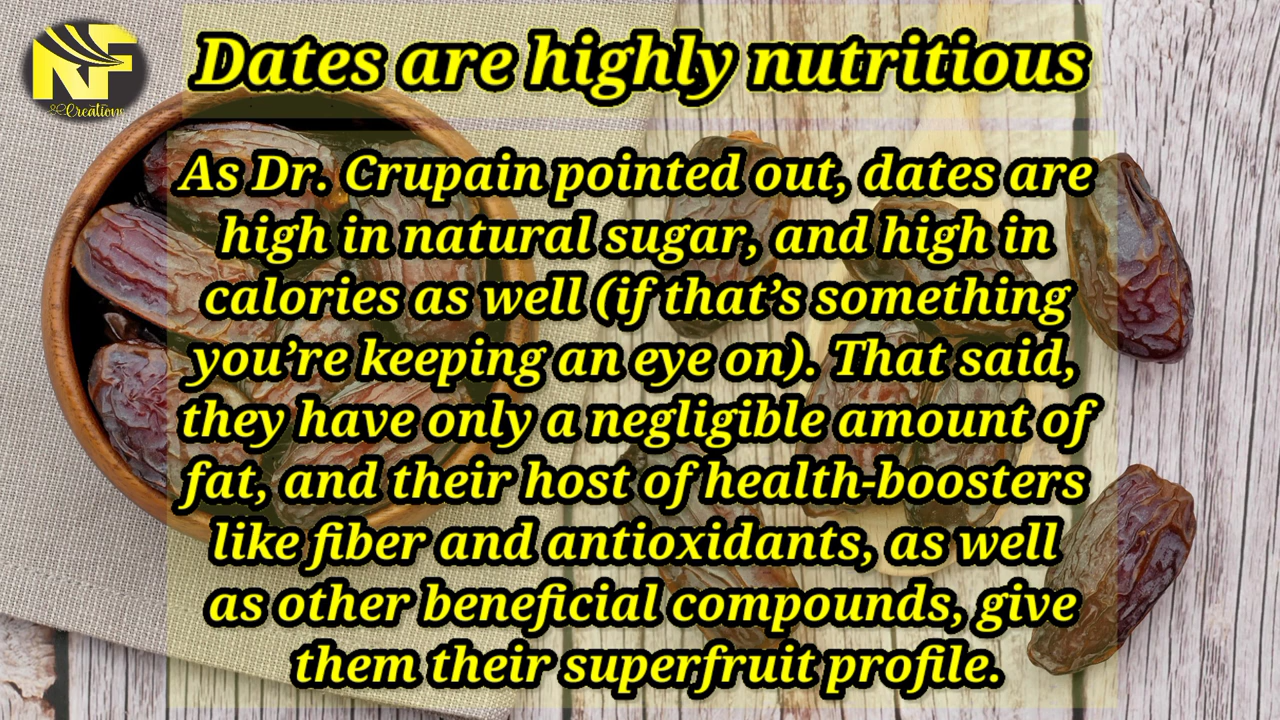 NF
Creations
Dates are highly nutritious
As Dr. Crupain pointed out, dates are
high in natural sugar, and high in
calories as well (if that’s something
you’re keeping an eye on). That said,
they have only a negligible amount of
fat, and their host of health-boosters
like fiber and antioxidants, as well
as other beneficial compounds, give
them their superfruit profile.